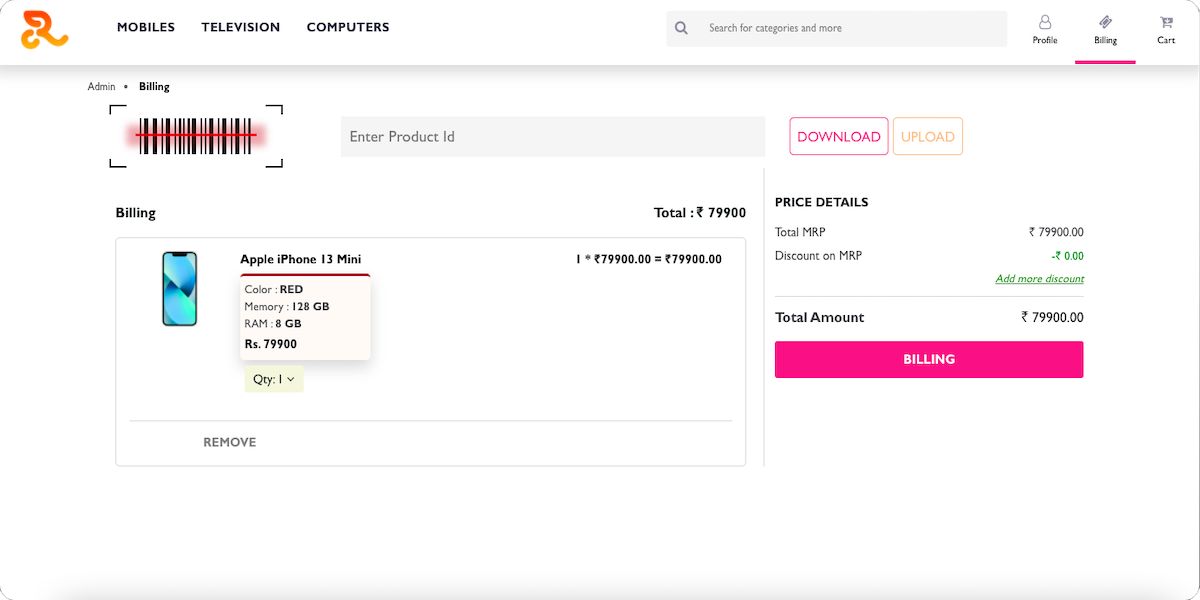 MOBILES TELEVISION COMPUTERS
Search for categories and more
Profile Billing Cart
Admin • Billing
Enter Product Id
DOWNLOAD UPLOAD
Billing Total : ₹ 79900
Apple iPhone 13 Mini 1 * ₹79900.00 = ₹79900.00
Color : RED
Memory : 128 GB
RAM : 8 GB
Rs. 79900
Qty: 1
REMOVE
PRICE DETAILS
Total MRP ₹ 79900.00
Discount on MRP -₹ 0.00
Add more discount
Total Amount ₹ 79900.00
BILLING